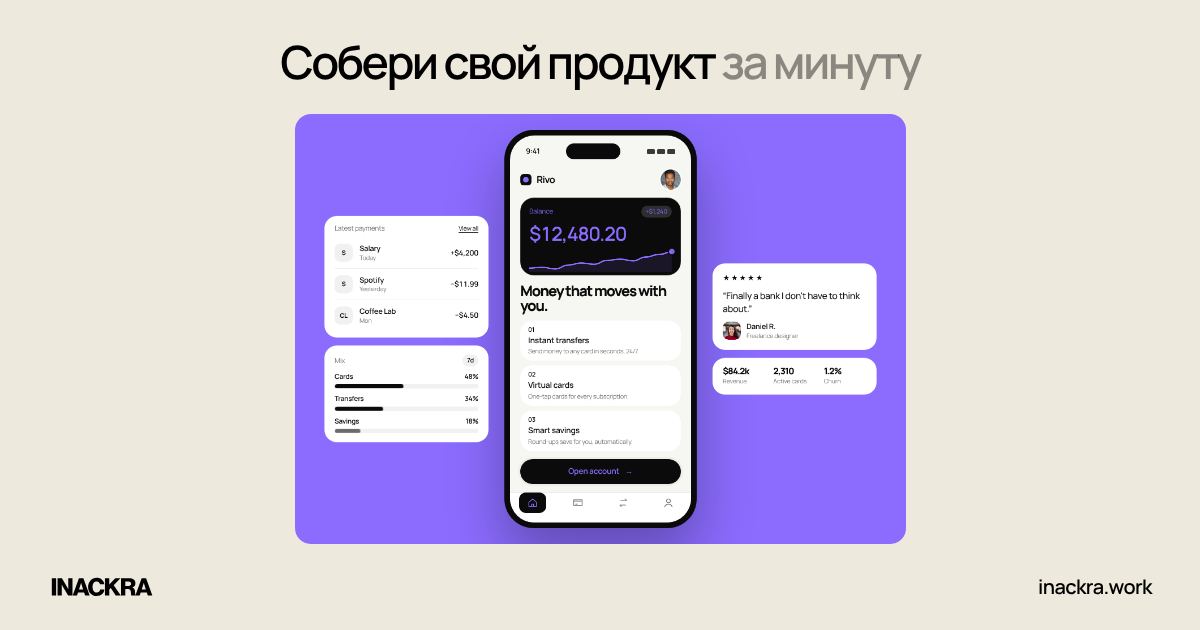 Собери свой продукт за минуту
Latest payments View all
S Salary +$4,200
Today
S Spotify −$11.99
Yesterday
CL Coffee Lab −$4.50
Mon
Mix 7d
Cards 48%
Transfers 34%
Savings 18%
9:41
Rivo
Balance +$1,240
$12,480.20
Money that moves with
you.
01
Instant transfers
Send money to any card in seconds, 24/7
02
Virtual cards
One-tap cards for every subscription
03
Smart savings
Round-ups save for you, automatically.
Open account →
★★★★★
“Finally a bank I don't have to think
about.”
Daniel R.
Freelance designer
$84.2k 2,310 1.2%
Revenue Active cards Churn
INACKRA
inackra.work